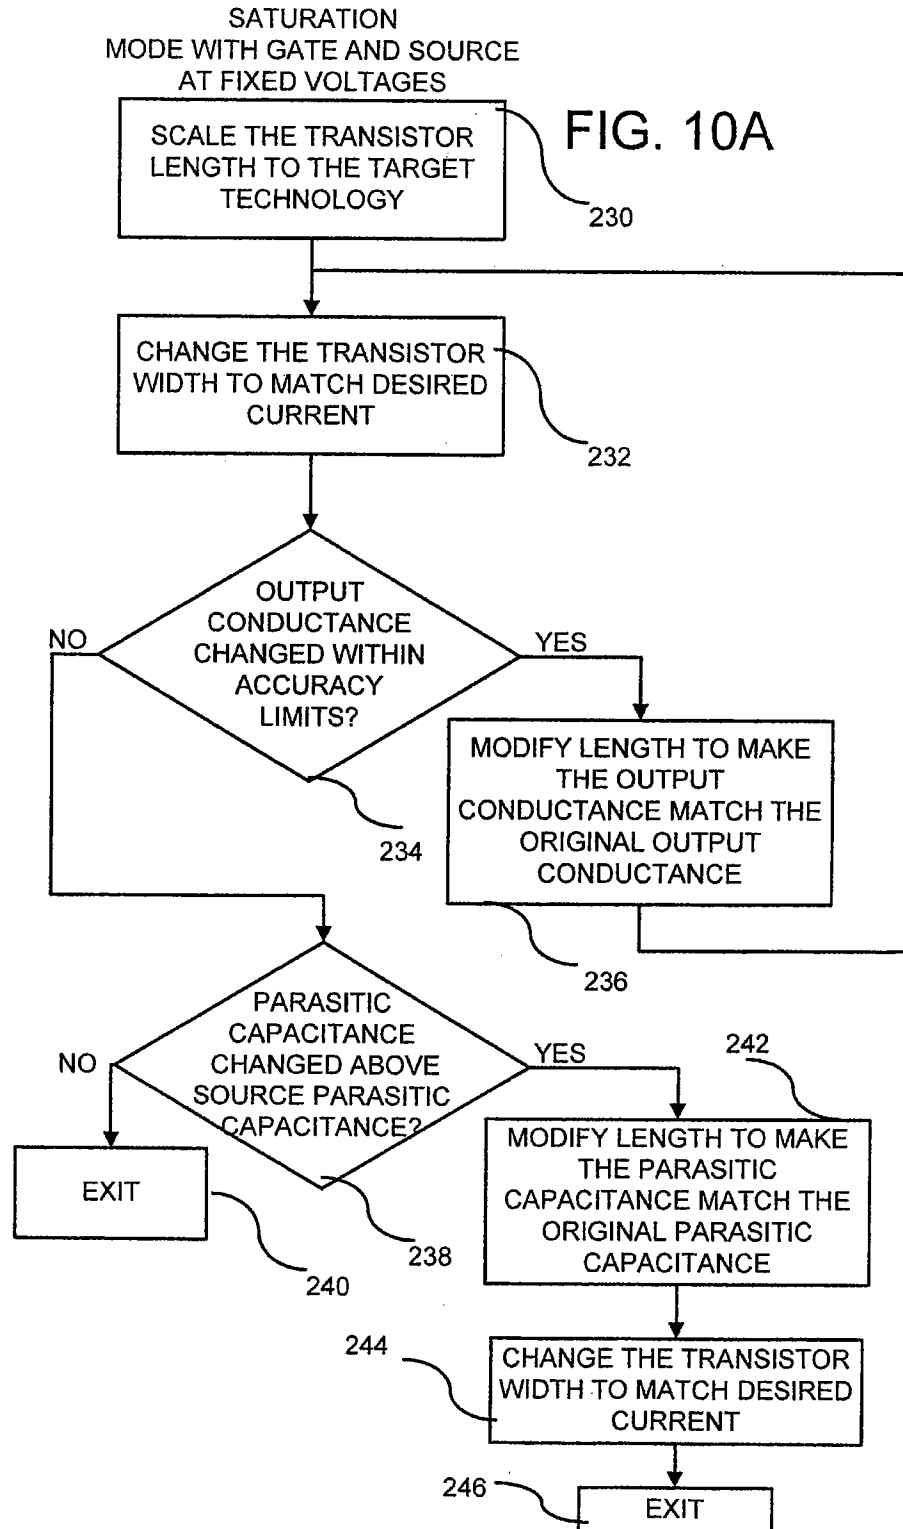 SATURATION
MODE WITH GATE AND SOURCE
AT FIXED VOLTAGES
FIG. 10A
SCALE THE TRANSISTOR
LENGTH TO THE TARGET
TECHNOLOGY
230
CHANGE THE TRANSISTOR
WIDTH TO MATCH DESIRED
CURRENT
232
OUTPUT
CONDUCTANCE
CHANGED WITHIN
ACCURACY
LIMITS?
NO
YES
234
MODIFY LENGTH TO MAKE
THE OUTPUT
CONDUCTANCE MATCH THE
ORIGINAL OUTPUT
CONDUCTANCE
236
PARASITIC
CAPACITANCE
CHANGED ABOVE
SOURCE PARASITIC
CAPACITANCE?
NO
YES
238
EXIT
240
242
MODIFY LENGTH TO MAKE
THE PARASITIC
CAPACITANCE MATCH THE
ORIGINAL PARASITIC
CAPACITANCE
244
CHANGE THE TRANSISTOR
WIDTH TO MATCH DESIRED
CURRENT
246
EXIT